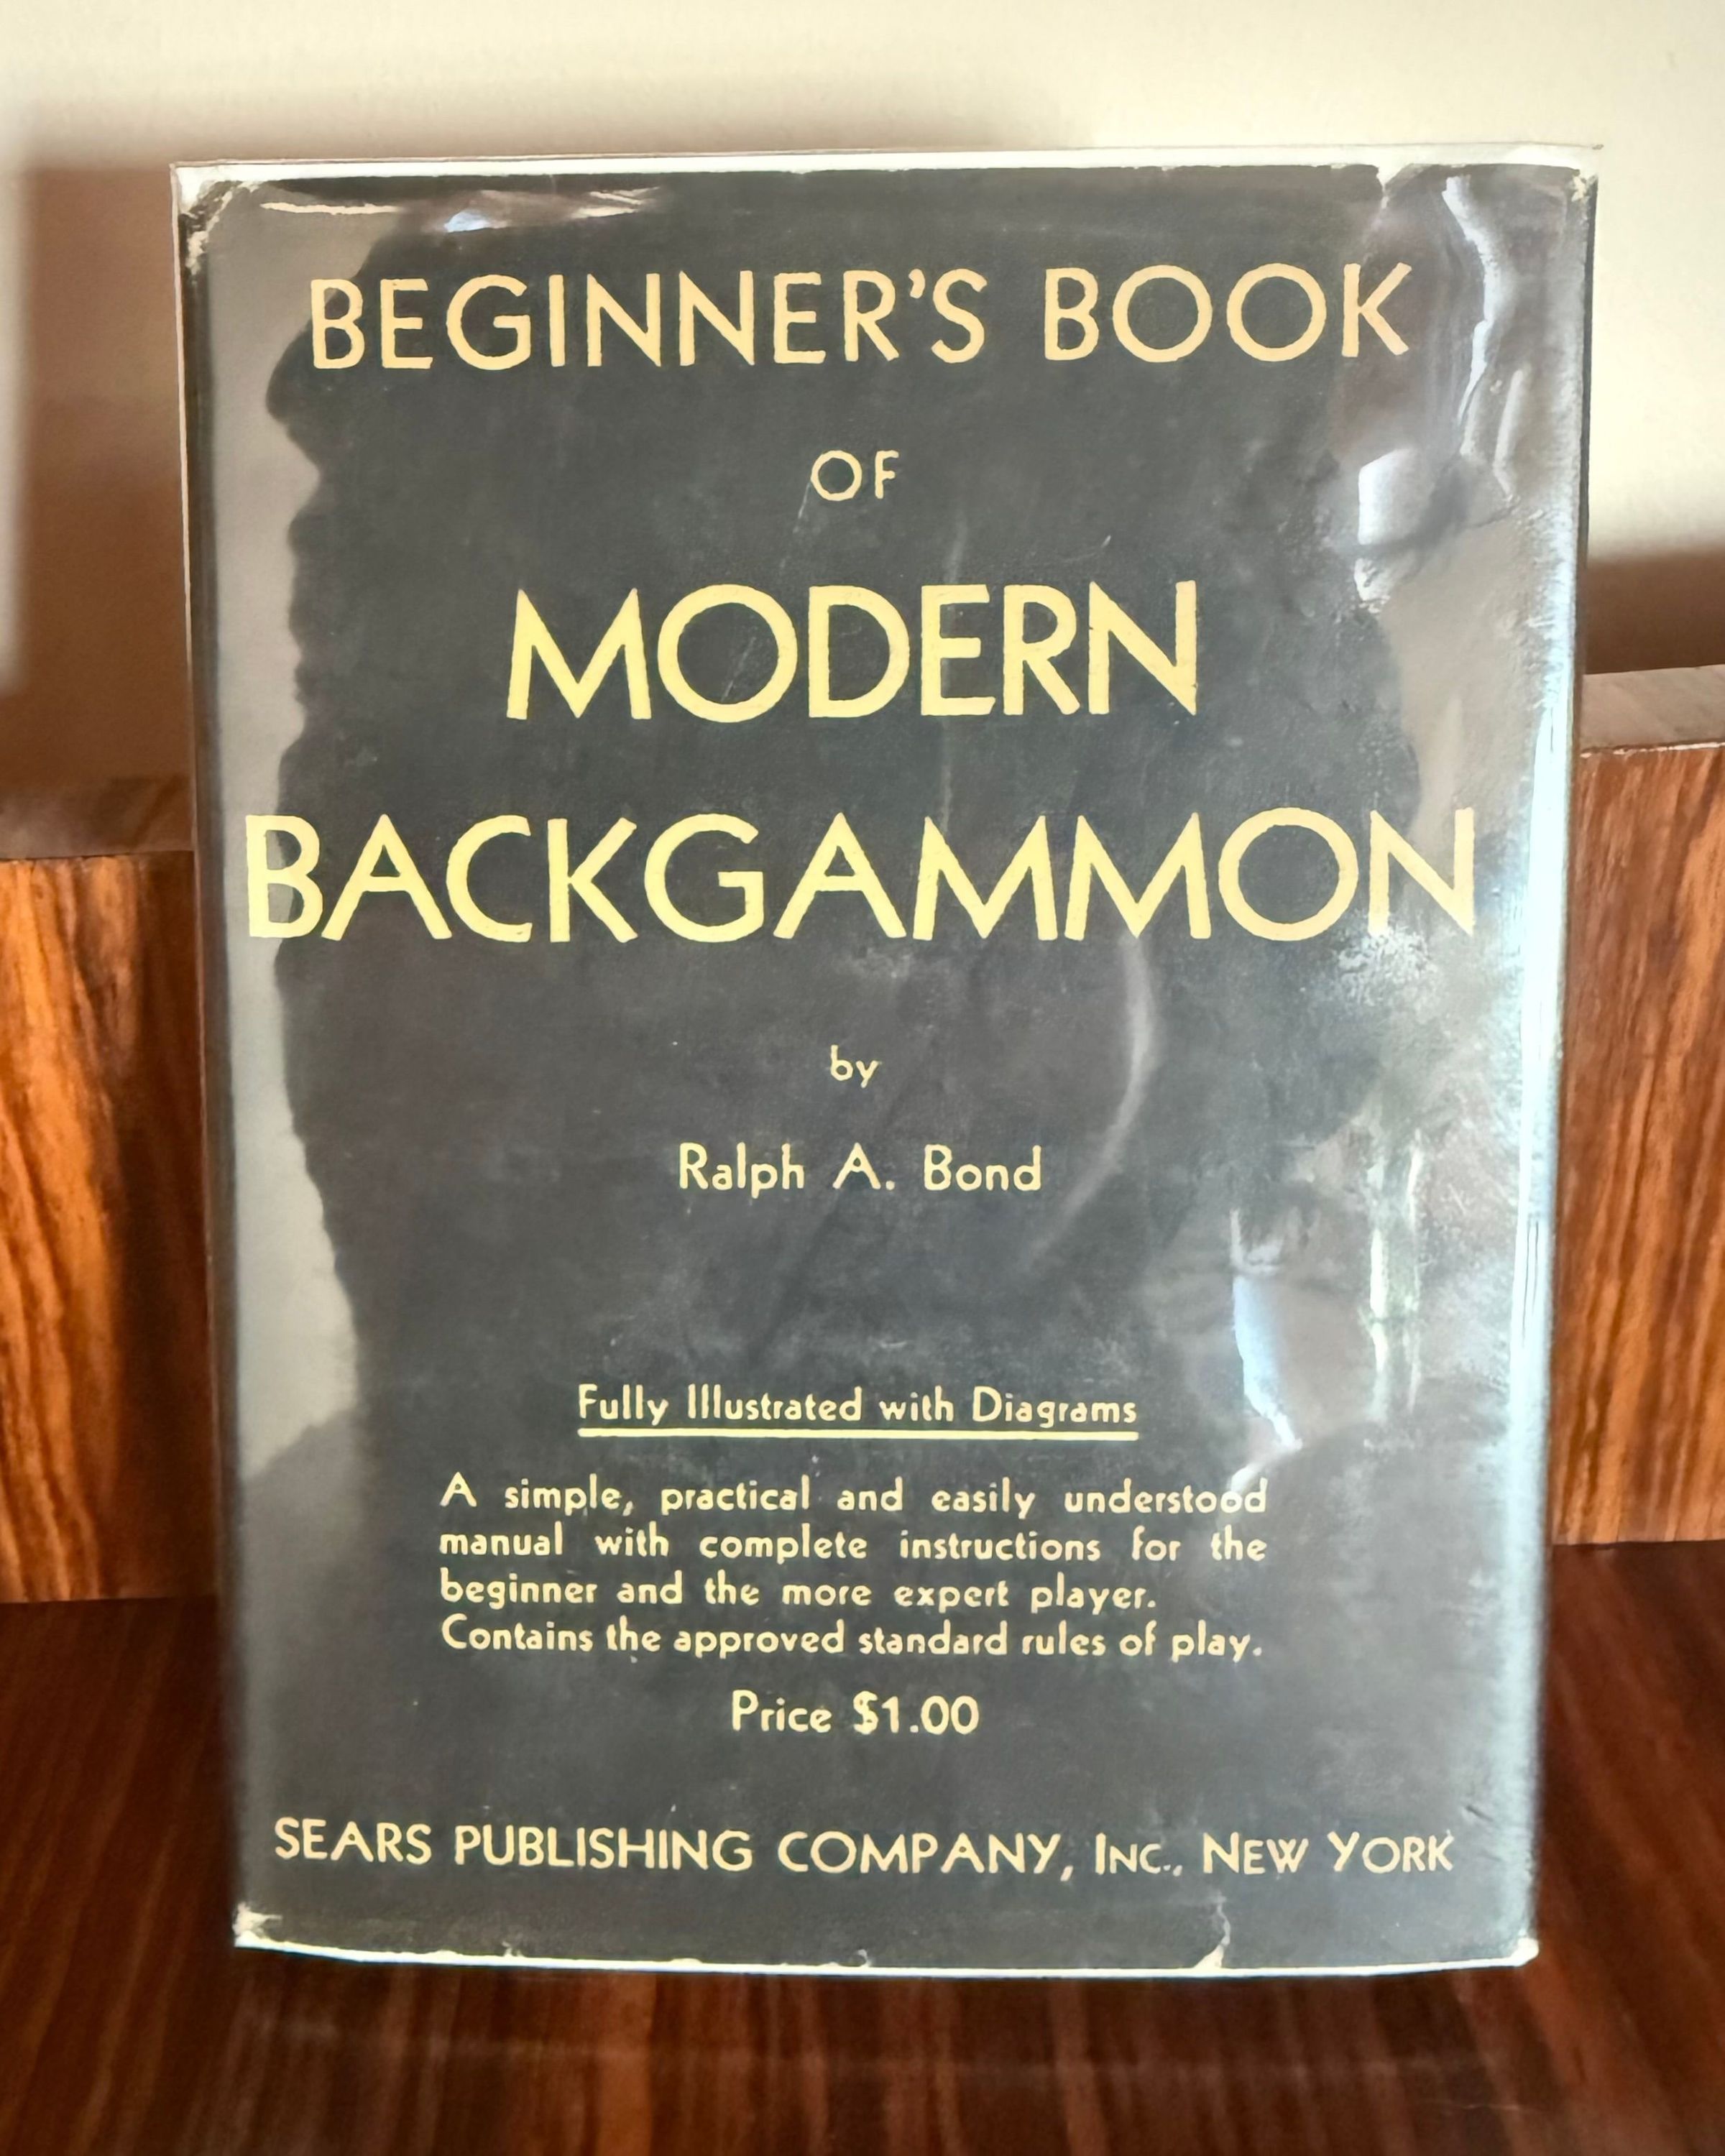 BEGINNER'S BOOK
OF
MODERN
BACKGAMMON
by
Ralph A. Bond
Fully Illustrated with Diagrams
A simple, practical and easily understood
manual with complete instructions for the
beginner and the more expert player.
Contains the approved standard rules of play.
Price $1.00
SEARS PUBLISHING COMPANY, INC., NEW YORK